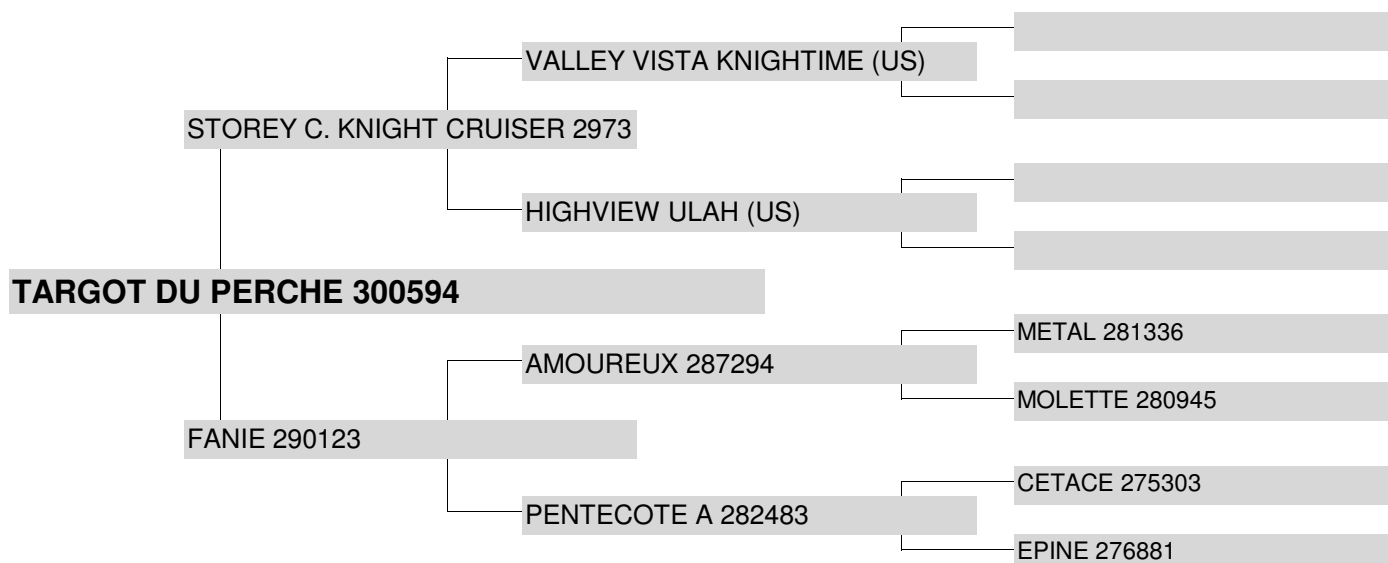 VALLEY VISTA KNIGHTIME (US)
STOREY C. KNIGHT CRUISER 2973
HIGHVIEW ULAH (US)
TARGOT DU PERCHE 300594
METAL 281336
AMOUREUX 287294
MOLETTE 280945
FANIE 290123
CETACE 275303
PENTECOTE A 282483
EPINE 276881